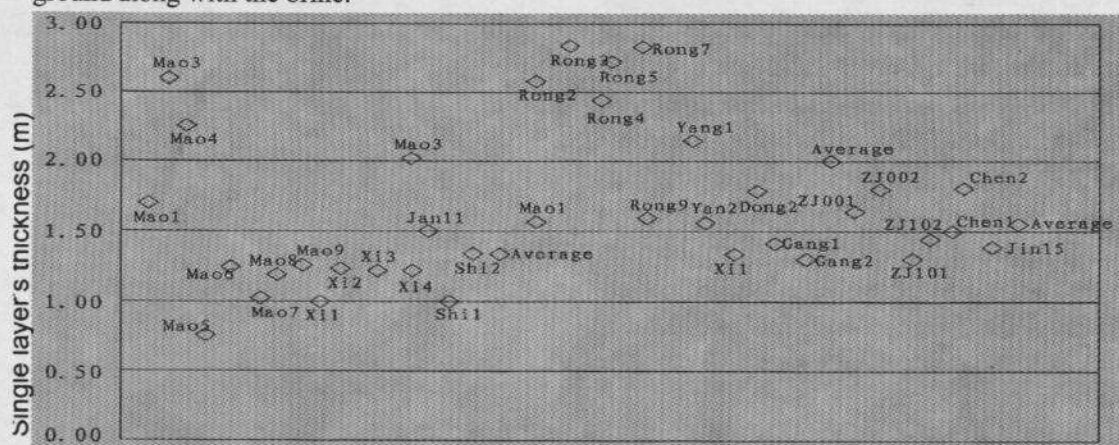 ground along with the brine.
3. 00
2. 50
2. 00
1. 50
1. 00
0. 50
0. 00
Single layer's thickness (m)
Mao3
Mao4
Mao1
Mao6
Mao5
Mao8
Mao7
Mao9
Xi1
Xi2
Xi3
Xi4
Mao3
Jan11
Shi1
Shi2
Average
Mao1
Rong2
Rong3
Rong4
Rong5
Rong7
Rong9
Yang1
Yan2
Dong2
Xi1
Gang1
Gang2
Average
ZJ001
ZJ002
ZJ101
ZJ102
Chen1
Chen2
Jin15
Average